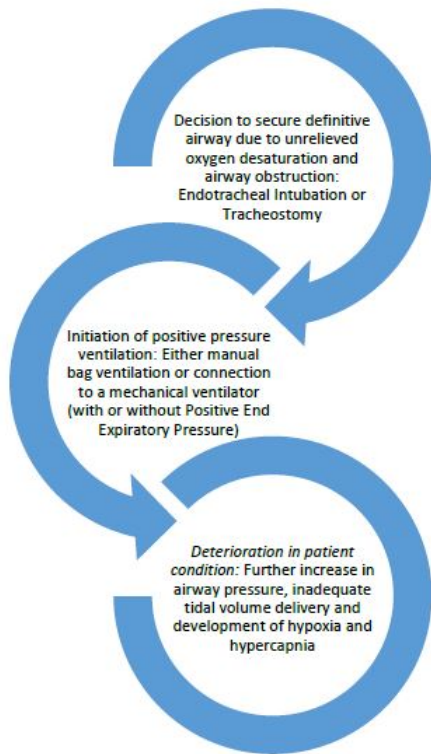 Decision to secure definitive
airway due to unrelieved
oxygen desaturation and
airway obstruction:
Endotracheal Intubation or
Tracheostomy
Initiation of positive pressure
ventilation: Either manual
bag ventilation or connection
to a mechanical ventilator
(with or without Positive End
Expiratory Pressure)
Deterioration in patient
condition: Further increase in
airway pressure, inadequate
tidal volume delivery and
development of hypoxia and
hypercapnia